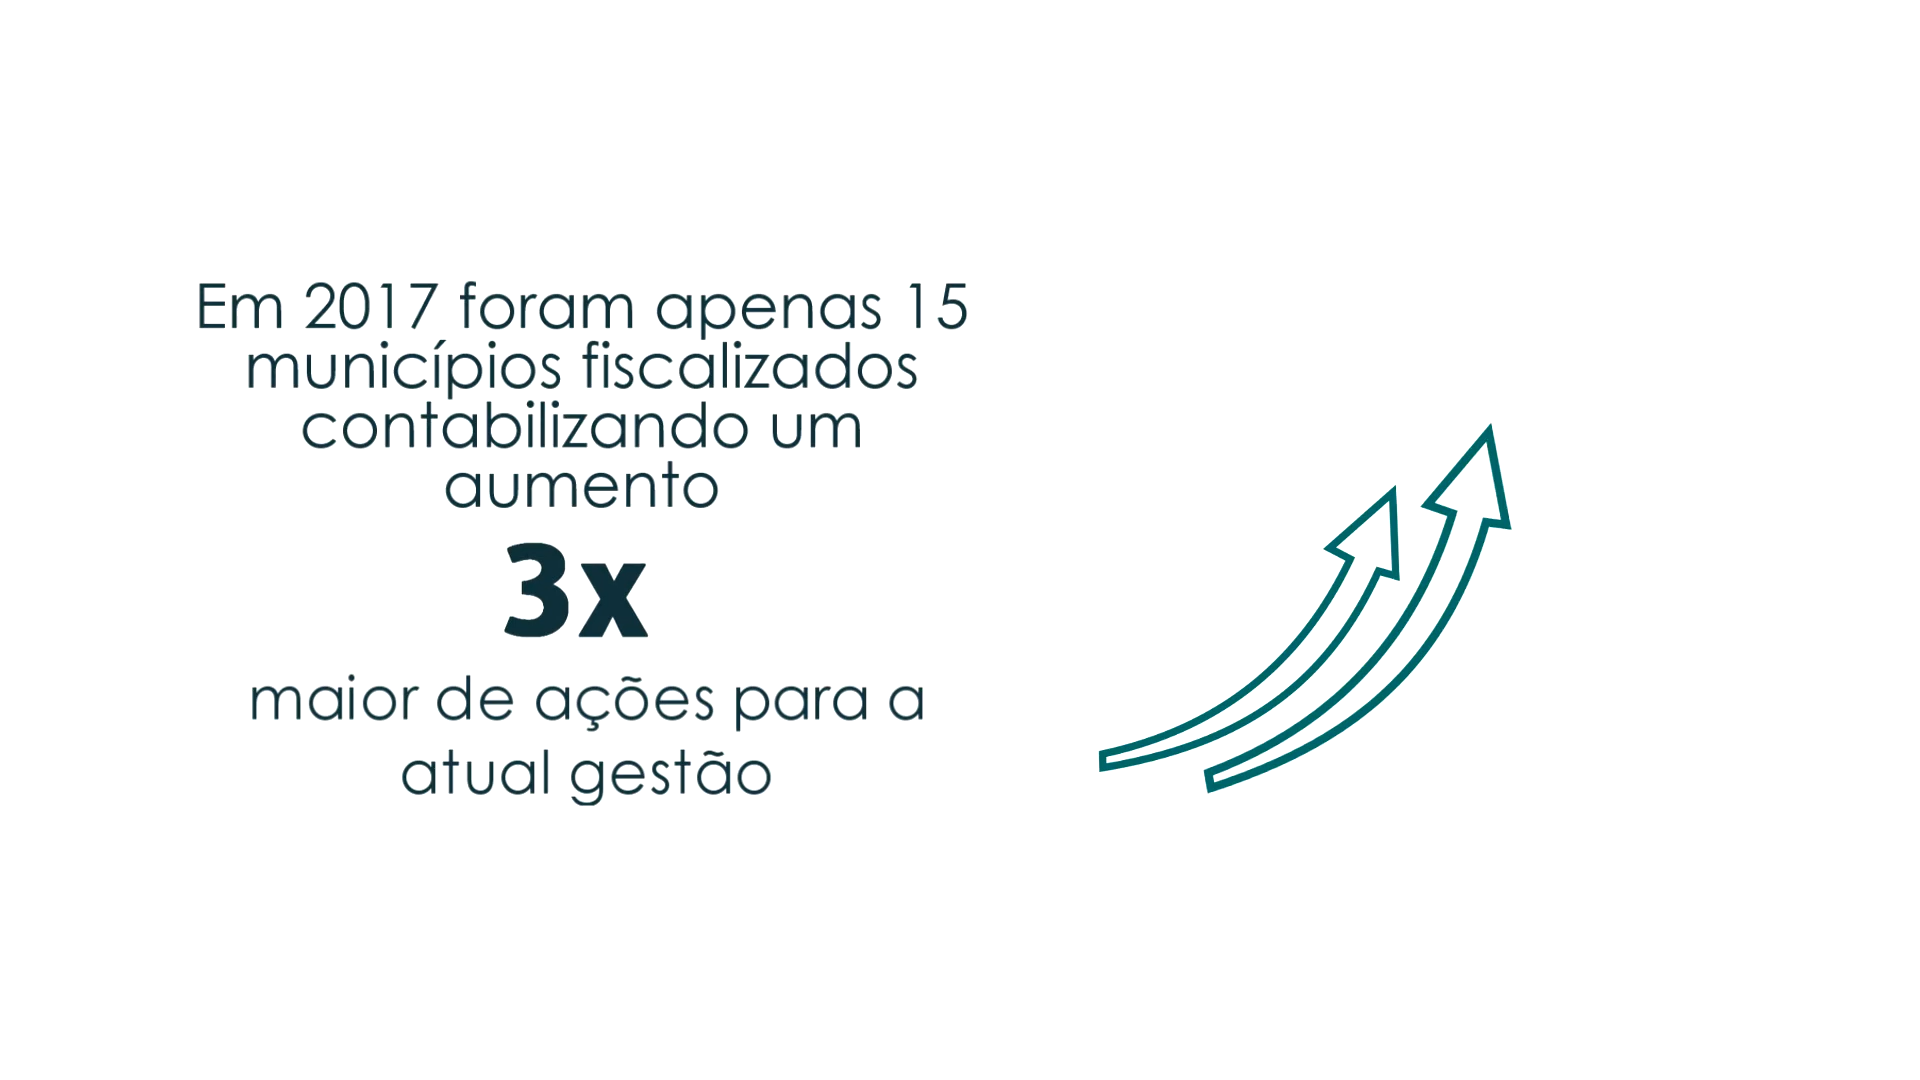 Em 2017 foram apenas 15
municípios fiscalizados
contabilizando um
aumento
3x
maior de ações para a
atual gestão